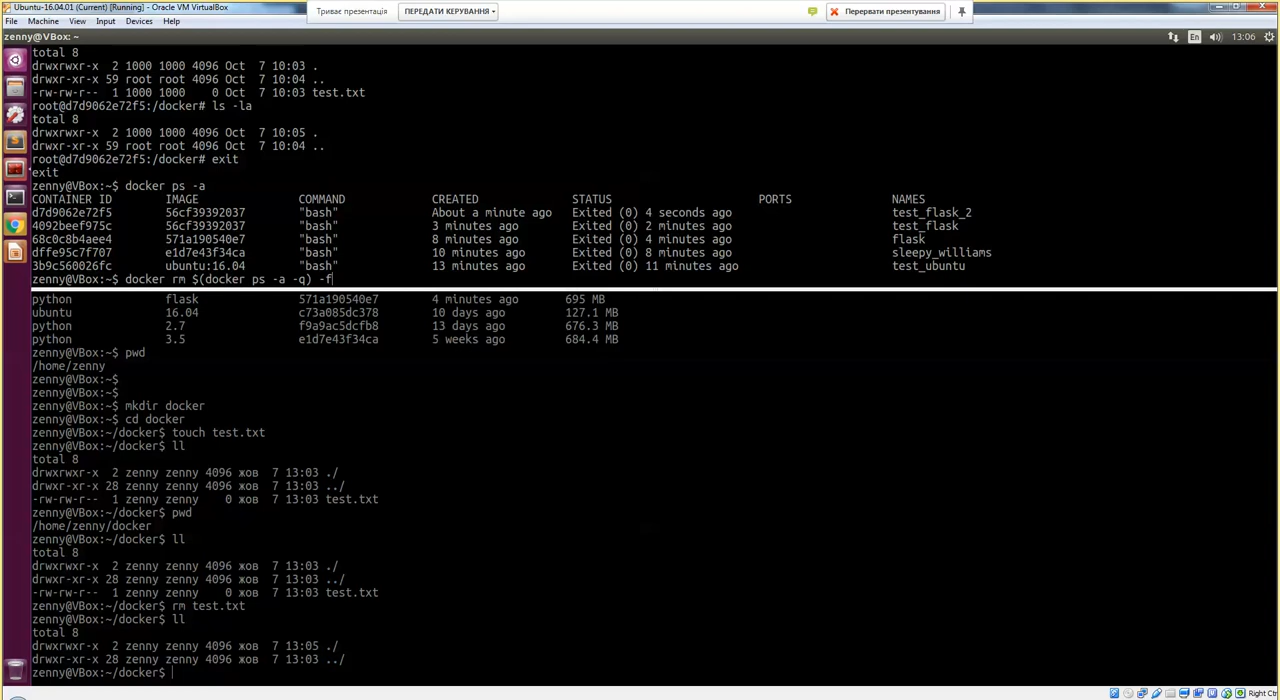 Ubuntu-16.04.01 (Current) [Running] - Oracle VM VirtualBox
Триває презентація
ПЕРЕДАТИ КЕРУВАННЯ
Перервати презентування
File Machine View Input Devices Help
zenny@VBox: ~
En
13:06
total 8
drwxrwxr-x  2 1000 1000 4096 Oct  7 10:03 .
drwxr-xr-x 59 root root 4096 Oct  7 10:04 ..
-rw-rw-r--  1 1000 1000    0 Oct  7 10:03 test.txt
root@d7d9062e72f5:/docker# ls -la
total 8
drwxrwxr-x  2 1000 1000 4096 Oct  7 10:05 .
drwxr-xr-x 59 root root 4096 Oct  7 10:04 ..
root@d7d9062e72f5:/docker# exit
exit
zenny@VBox:~$ docker ps -a
CONTAINER ID        IMAGE               COMMAND             CREATED              STATUS                      PORTS               NAMES
d7d9062e72f5        56cf39392037        "bash"              About a minute ago   Exited (0) 4 seconds ago                        test_flask_2
4092beef975c        56cf39392037        "bash"              3 minutes ago        Exited (0) 2 minutes ago                        test_flask
68c0c8b4aee4        571a190540e7        "bash"              8 minutes ago        Exited (0) 4 minutes ago                        flask
dffe95c7f707        e1d7e43f34ca        "bash"              10 minutes ago       Exited (0) 8 minutes ago                        sleepy_williams
3b9c560026fc        ubuntu:16.04        "bash"              13 minutes ago       Exited (0) 11 minutes ago                       test_ubuntu
zenny@VBox:~$ docker rm $(docker ps -a -q) -f
python              flask               571a190540e7        4 minutes ago       695 MB
ubuntu              16.04               c73a085dc378        10 days ago         127.1 MB
python              2.7                 f9a9ac5dcfb8        13 days ago         676.3 MB
python              3.5                 e1d7e43f34ca        5 weeks ago         684.4 MB
zenny@VBox:~$ pwd
/home/zenny
zenny@VBox:~$
zenny@VBox:~$
zenny@VBox:~$ mkdir docker
zenny@VBox:~$ cd docker
zenny@VBox:~/docker$ touch test.txt
zenny@VBox:~/docker$ ll
total 8
drwxrwxr-x  2 zenny zenny 4096 жов  7 13:03 ./
drwxr-xr-x 28 zenny zenny 4096 жов  7 13:03 ../
-rw-rw-r--  1 zenny zenny    0 жов  7 13:03 test.txt
zenny@VBox:~/docker$ pwd
/home/zenny/docker
zenny@VBox:~/docker$ ll
total 8
drwxrwxr-x  2 zenny zenny 4096 жов  7 13:03 ./
drwxr-xr-x 28 zenny zenny 4096 жов  7 13:03 ../
-rw-rw-r--  1 zenny zenny    0 жов  7 13:03 test.txt
zenny@VBox:~/docker$ rm test.txt
zenny@VBox:~/docker$ ll
total 8
drwxrwxr-x  2 zenny zenny 4096 жов  7 13:05 ./
drwxr-xr-x 28 zenny zenny 4096 жов  7 13:03 ../
zenny@VBox:~/docker$
Right Ctr